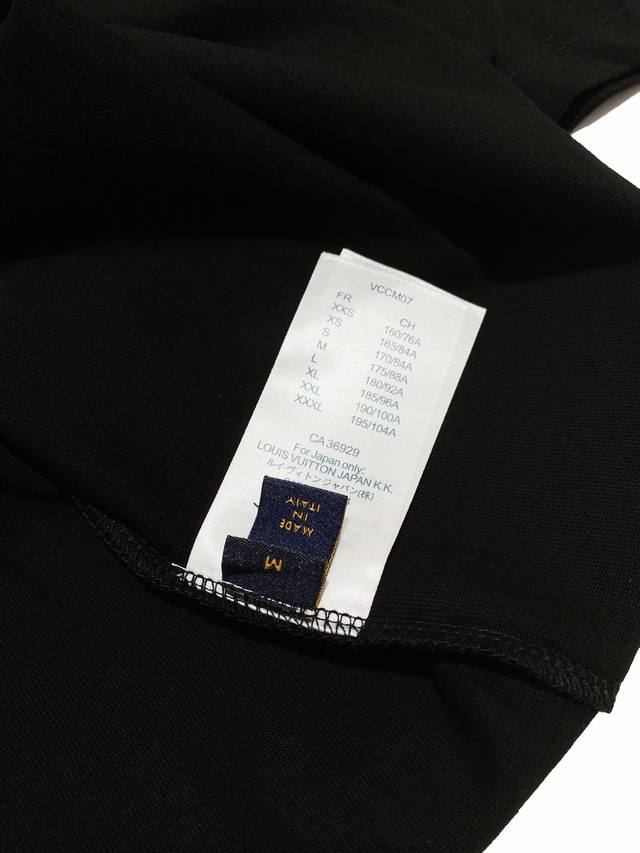 VCCM07
FR CH
XXS 160/76A
XS 165/84A
S 170/84A
M 175/88A
L 180/92A
XL 185/96A
XXL 190/100A
XXXL 195/104A
CA 36929
For Japan only:
LOUIS VUITTON JAPAN K.K.
ルイ·ヴィトンジャパン(株)
MADE
IN
ITALY
M